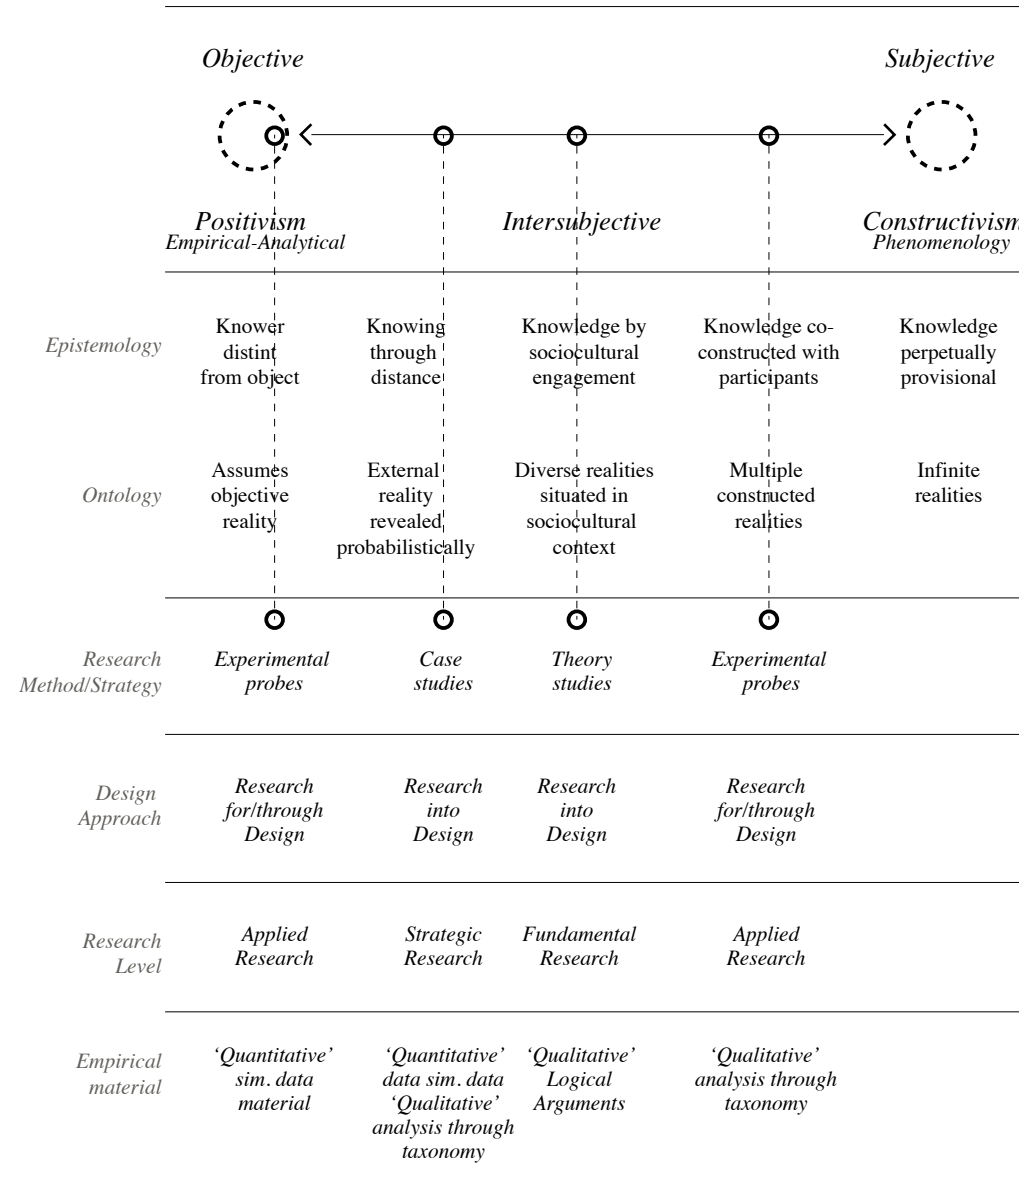 Objective
Subjective
Positivism
Empirical-Analytical
Intersubjective
Constructivism
Phenomenology
Epistemology
Knower
distint
from object
Knowing
through
distance
Knowledge by
sociocultural
engagement
Knowledge co-
constructed with
participants
Knowledge
perpetually
provisional
Ontology
Assumes
objective
reality
External
reality
revealed
probabilistically
Diverse realities
situated in
sociocultural
context
Multiple
constructed
realities
Infinite
realities
Research
Method/Strategy
Experimental
probes
Case
studies
Theory
studies
Experimental
probes
Design
Approach
Research
for/through
Design
Research
into
Design
Research
into
Design
Research
for/through
Design
Research
Level
Applied
Research
Strategic
Research
Fundamental
Research
Applied
Research
Empirical
material
‘Quantitative’
sim. data
material
‘Quantitative’
data sim. data
‘Qualitative’
analysis through
taxonomy
‘Qualitative’
Logical
Arguments
‘Qualitative’
analysis through
taxonomy